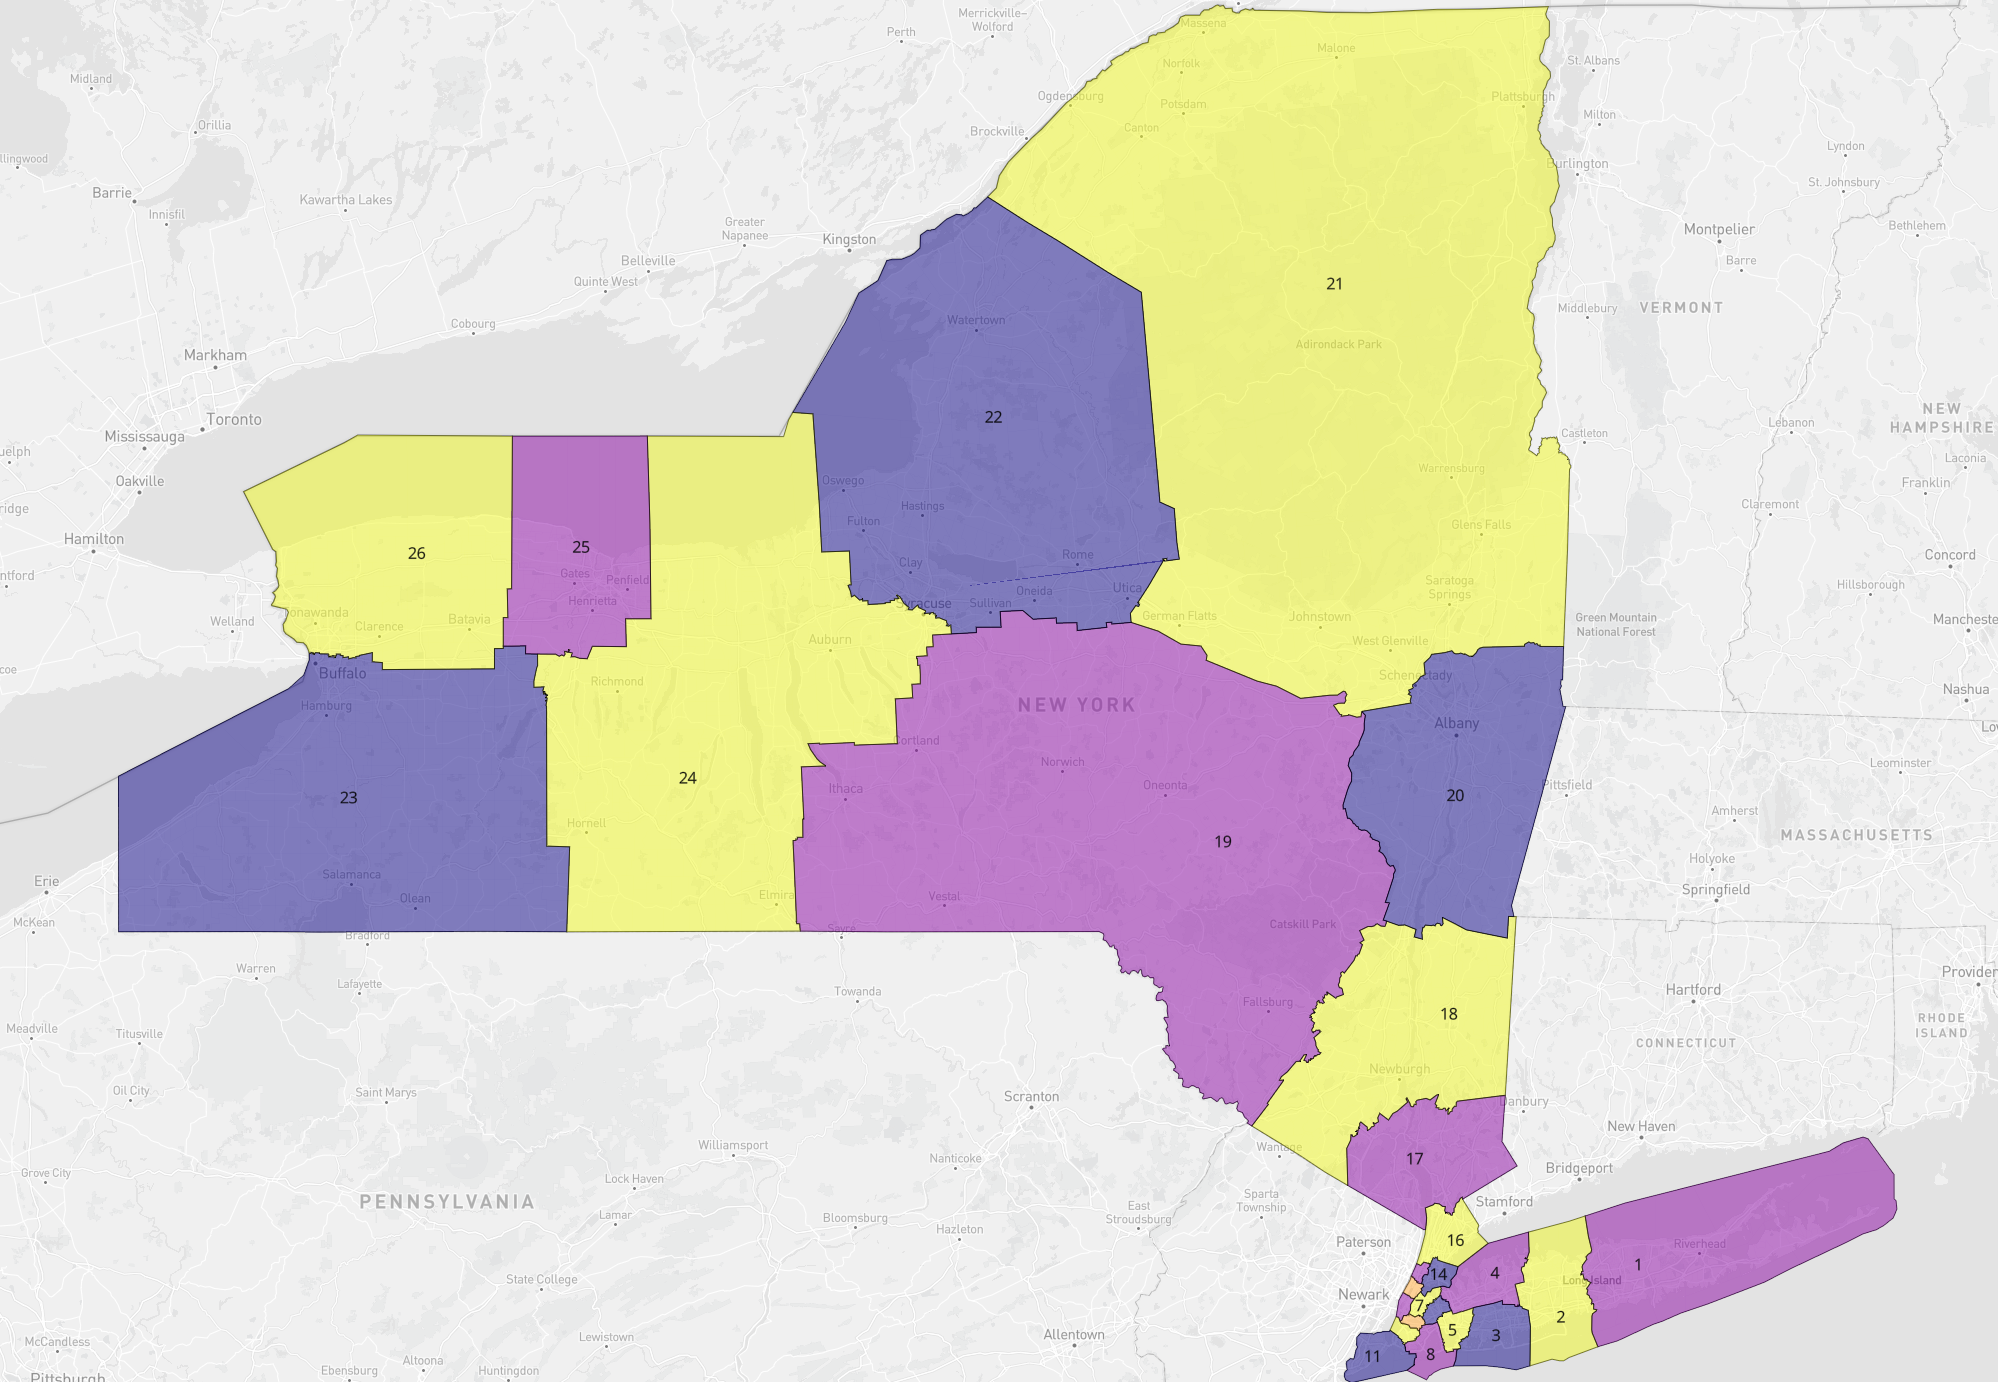 Merrickville–
Wolford
Perth
Massena
Malone
Midland
Norfolk
St. Albans
Ogdensburg
Potsdam
Plattsburgh
Orillia
Brockville
Canton
Milton
llingwood
Lyndon
Burlington
Barrie
Kawartha Lakes
St. Johnsbury
Innisfil
Greater
Napanee
Kingston
Montpelier
Bethlehem
Belleville
Barre
Quinte West
21
Middlebury
VERMONT
Cobourg
Watertown
Markham
Adirondack Park
Toronto
22
NEW
HAMPSHIRE
Mississauga
Lebanon
Castleton
uelph
Laconia
Warrensburg
Oakville
Oswego
Franklin
ridge
Hastings
Claremont
Fulton
Glens Falls
Hamilton
26
25
Rome
Concord
Clay
ntford
Gates
Penfield
Saratoga
Springs
Hillsborough
Henrietta
Syracuse
Sullivan
Oneida
Utica
Tonawanda
Welland
Clarence
Batavia
German Flatts
Johnstown
Green Mountain
National Forest
Mancheste
Auburn
West Glenville
coe
Buffalo
Richmond
Schenectady
Nashua
Hamburg
NEW YORK
Albany
Cortland
Norwich
Leominster
24
Ithaca
Oneonta
20
Pittsfield
23
Amherst
Hornell
19
MASSACHUSETTS
Holyoke
Erie
Salamanca
Springfield
Olean
Elmira
Vestal
McKean
Sayre
Catskill Park
Bradford
Warren
Lafayette
Towanda
Fallsburg
Hartford
Providen
Meadville
Titusville
18
RHODE
ISLAND
CONNECTICUT
Newburgh
Oil City
Saint Marys
Scranton
Danbury
New Haven
Williamsport
Wantage
17
Grove City
Nanticoke
Bridgeport
Lock Haven
PENNSYLVANIA
Sparta
Township
Stamford
Lamar
Bloomsburg
East
Stroudsburg
Hazleton
Paterson
16
Riverhead
1
State College
14
4
Long Island
Newark
7
2
McCandless
Lewistown
Allentown
5
3
Altoona
11
8
Ebensburg
Huntingdon
Pittsburgh